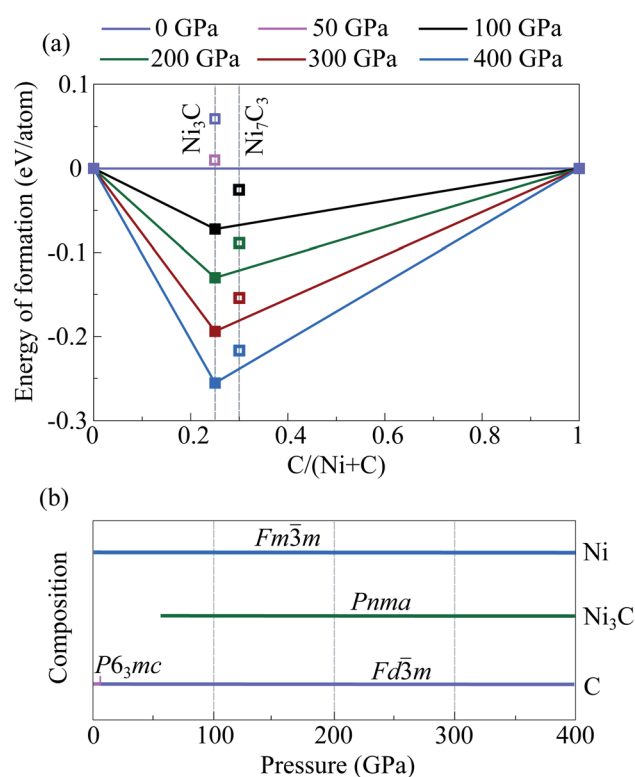 (a)
0 GPa 50 GPa 100 GPa
200 GPa 300 GPa 400 GPa
Energy of formation (eV/atom)
0.1
0
-0.1
-0.2
-0.3
Ni₃C
Ni₇C₃
0 0.2 0.4 0.6 0.8 1
C/(Ni+C)
(b)
Composition
Fm3̅m
Ni
Pnma
Ni₃C
P6₃mc
Fd3̅m
C
0 100 200 300 400
Pressure (GPa)